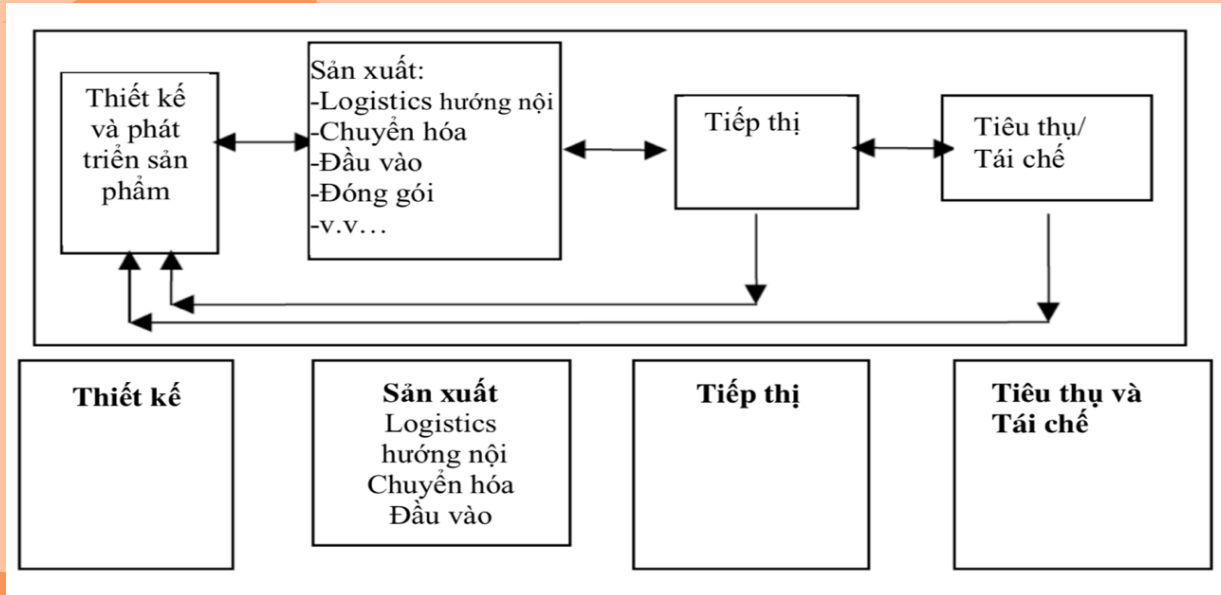 Thiết kế
và phát
triển sản
phẩm
Sản xuất:
-Logistics hướng nội
-Chuyển hóa
-Đầu vào
-Đóng gói
-v.v…
Tiếp thị
Tiêu thụ/
Tái chế
Thiết kế
Sản xuất
Logistics
hướng nội
Chuyển hóa
Đầu vào
Tiếp thị
Tiêu thụ và
Tái chế